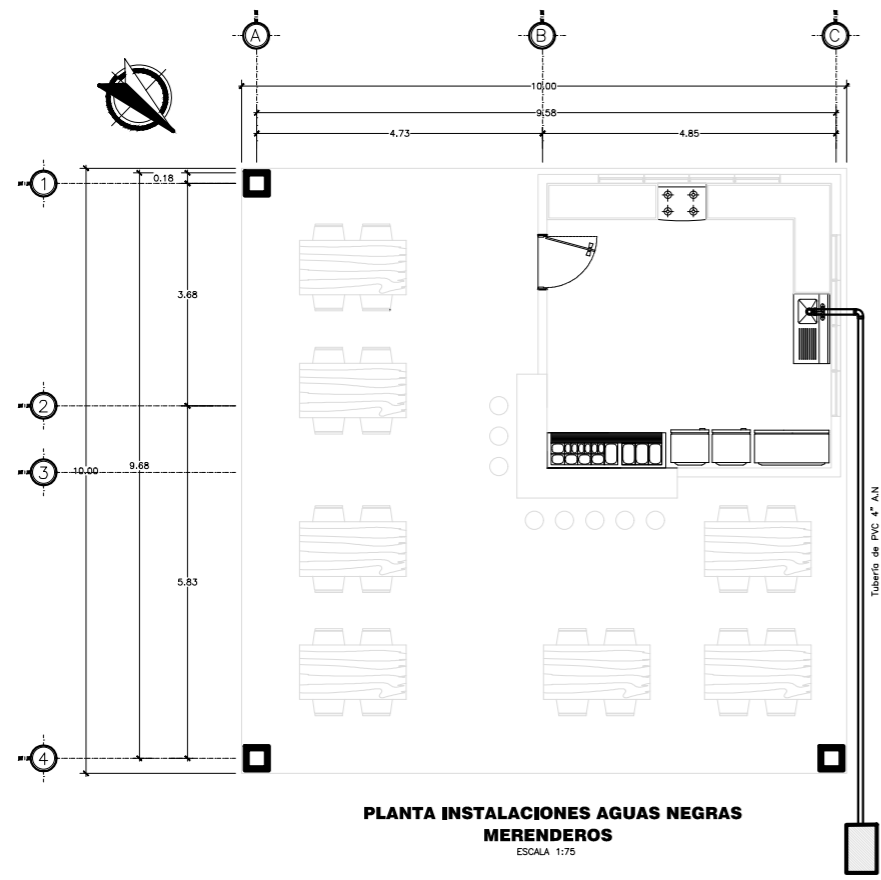 A
B
C
10.00
9.58
4.73
4.85
1
0.18
3.68
2
9.68
3
10.00
5.83
Tubería de PVC 4" A.N
4
PLANTA INSTALACIONES AGUAS NEGRAS
MERENDEROS
ESCALA 1:75